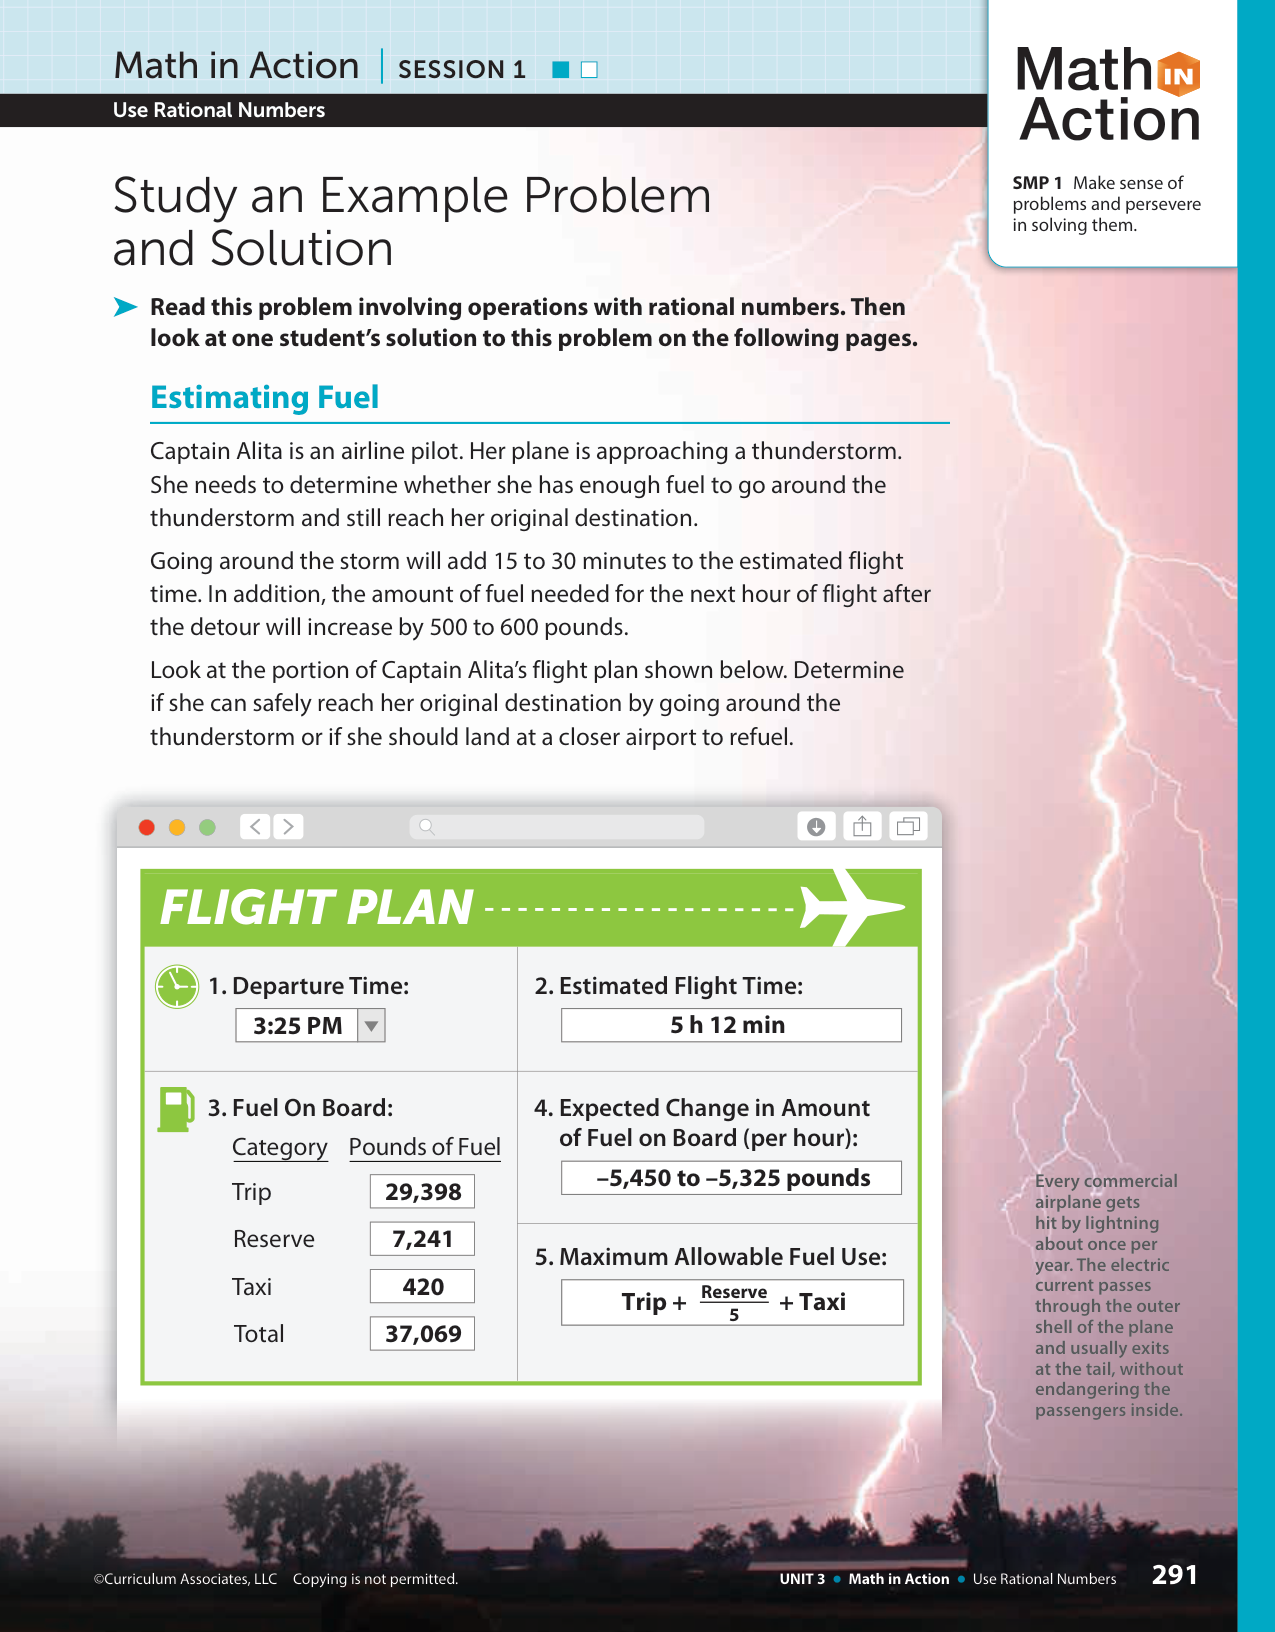 Math in Action | SESSION 1
Use Rational Numbers
Math IN
Action
SMP 1 Make sense of
problems and persevere
in solving them.
Study an Example Problem
and Solution
Read this problem involving operations with rational numbers. Then
look at one student’s solution to this problem on the following pages.
Estimating Fuel
Captain Alita is an airline pilot. Her plane is approaching a thunderstorm.
She needs to determine whether she has enough fuel to go around the
thunderstorm and still reach her original destination.
Going around the storm will add 15 to 30 minutes to the estimated flight
time. In addition, the amount of fuel needed for the next hour of flight after
the detour will increase by 500 to 600 pounds.
Look at the portion of Captain Alita’s flight plan shown below. Determine
if she can safely reach her original destination by going around the
thunderstorm or if she should land at a closer airport to refuel.
FLIGHT PLAN
1. Departure Time:
3:25 PM
2. Estimated Flight Time:
5 h 12 min
3. Fuel On Board:
Category Pounds of Fuel
Trip 29,398
Reserve 7,241
Taxi 420
Total 37,069
4. Expected Change in Amount
of Fuel on Board (per hour):
–5,450 to –5,325 pounds
5. Maximum Allowable Fuel Use:
Trip + Reserve/5 + Taxi
Every commercial
airplane gets
hit by lightning
about once per
year. The electric
current passes
through the outer
shell of the plane
and usually exits
at the tail, without
endangering the
passengers inside.
©Curriculum Associates, LLC Copying is not permitted.
UNIT 3 • Math in Action • Use Rational Numbers 291